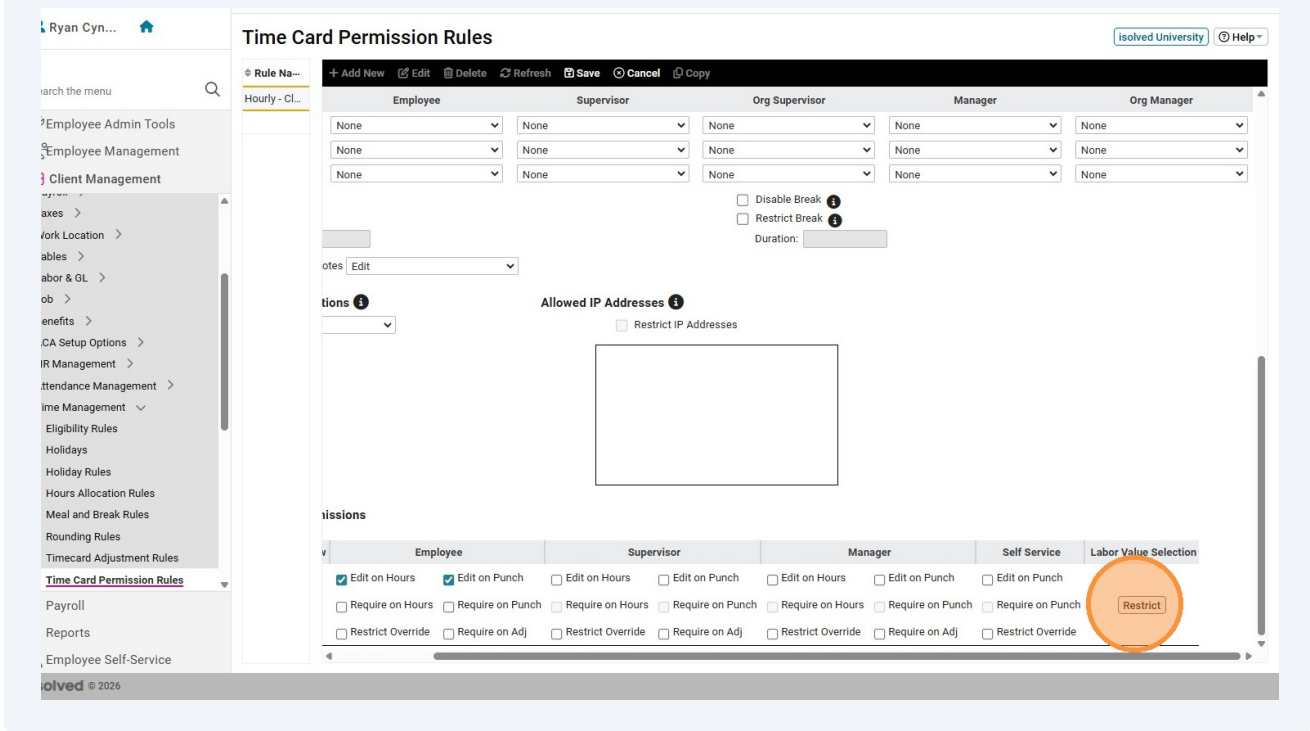 Ryan Cyn...
Time Card Permission Rules
isolved University
Help
Rule Na...
+ Add New Edit Delete Refresh Save Cancel Copy
earch the menu
Hourly - Cl...
Employee Supervisor Org Supervisor Manager Org Manager
Employee Admin Tools
None None None None None
Employee Management
None None None None None
Client Management
None None None None None
axes >
Disable Break
Restrict Break
Work Location >
Duration:
ables >
abor & GL >
otes Edit
ob >
tions
Allowed IP Addresses
enefits >
Restrict IP Addresses
CA Setup Options >
HR Management >
ttendance Management >
ime Management
Eligibility Rules
Holidays
Holiday Rules
Hours Allocation Rules
Meal and Break Rules
Rounding Rules
Timecard Adjustment Rules
Time Card Permission Rules
Payroll
Reports
Employee Self-Service
nissions
w Employee Supervisor Manager Self Service Labor Value Selection
Edit on Hours Edit on Punch Edit on Hours Edit on Punch Edit on Hours Edit on Punch Edit on Punch
Require on Hours Require on Punch Require on Hours Require on Punch Require on Hours Require on Punch Require on Punch Restrict
Restrict Override Require on Adj Restrict Override Require on Adj Restrict Override Require on Adj Restrict Override
solved © 2026